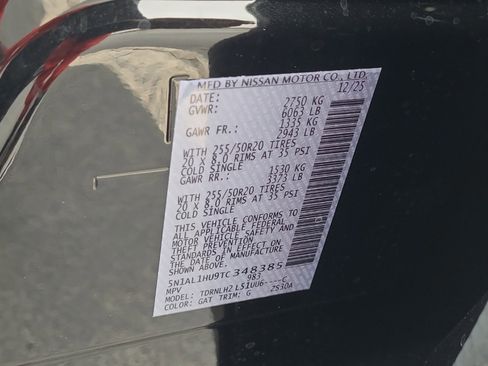 MFD BY NISSAN MOTOR CO., LTD.
DATE: 12/25
GVWR: 2750 KG
6063 LB
GAWR FR.: 1335 KG
2943 LB
WITH 255/50R20 TIRES
20 X 8.0 RIMS AT 35 PSI
COLD SINGLE
GAWR RR.: 1530 KG
3373 LB
WITH 255/50R20 TIRES
20 X 8.0 RIMS AT 35 PSI
COLD SINGLE
THIS VEHICLE CONFORMS TO
ALL APPLICABLE FEDERAL
MOTOR VEHICLE SAFETY AND
THEFT PREVENTION
STANDARDS IN EFFECT ON
THE DATE OF MANUFACTURE
5N1AL1HU9TC348385
MPV 983
MODEL: TDRNLHZ L51UU6----C
COLOR: GAT TRIM: G 2S30A